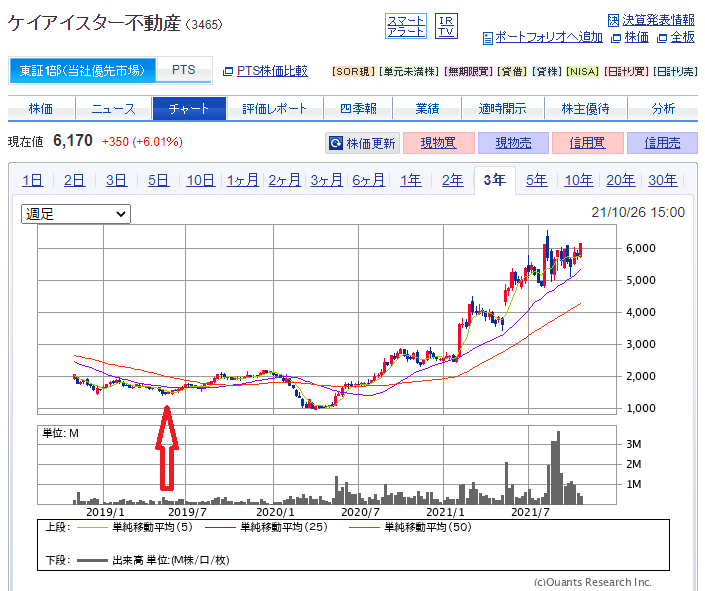 ケイアイスター不動産 (3465)
スマートアラート
IR TV
決算発表情報
ポートフォリオへ追加 株価 全板
東証1部(当社優先市場) PTS PTS株価比較 [SOR現] [単元未満株] [無期限買] [貸借] [貸株] [NISA] [日計り買] [日計り売]
株価 ニュース チャート 評価レポート 四季報 業績 適時開示 株主優待 分析
現在値 6,170 +350 (+6.01%) 株価更新 現物買 現物売 信用買 信用売
1日 2日 3日 5日 10日 1ヶ月 2ヶ月 3ヶ月 6ヶ月 1年 2年 3年 5年 10年 20年 30年
週足 21/10/26 15:00
6,000
5,000
4,000
3,000
2,000
1,000
単位: M
3M
2M
1M
2019/1 2019/7 2020/1 2020/7 2021/1 2021/7
上段: 単純移動平均(5) 単純移動平均(25) 単純移動平均(50)
下段: 出来高 単位:(M株/口/枚)
(c)Quants Research Inc.